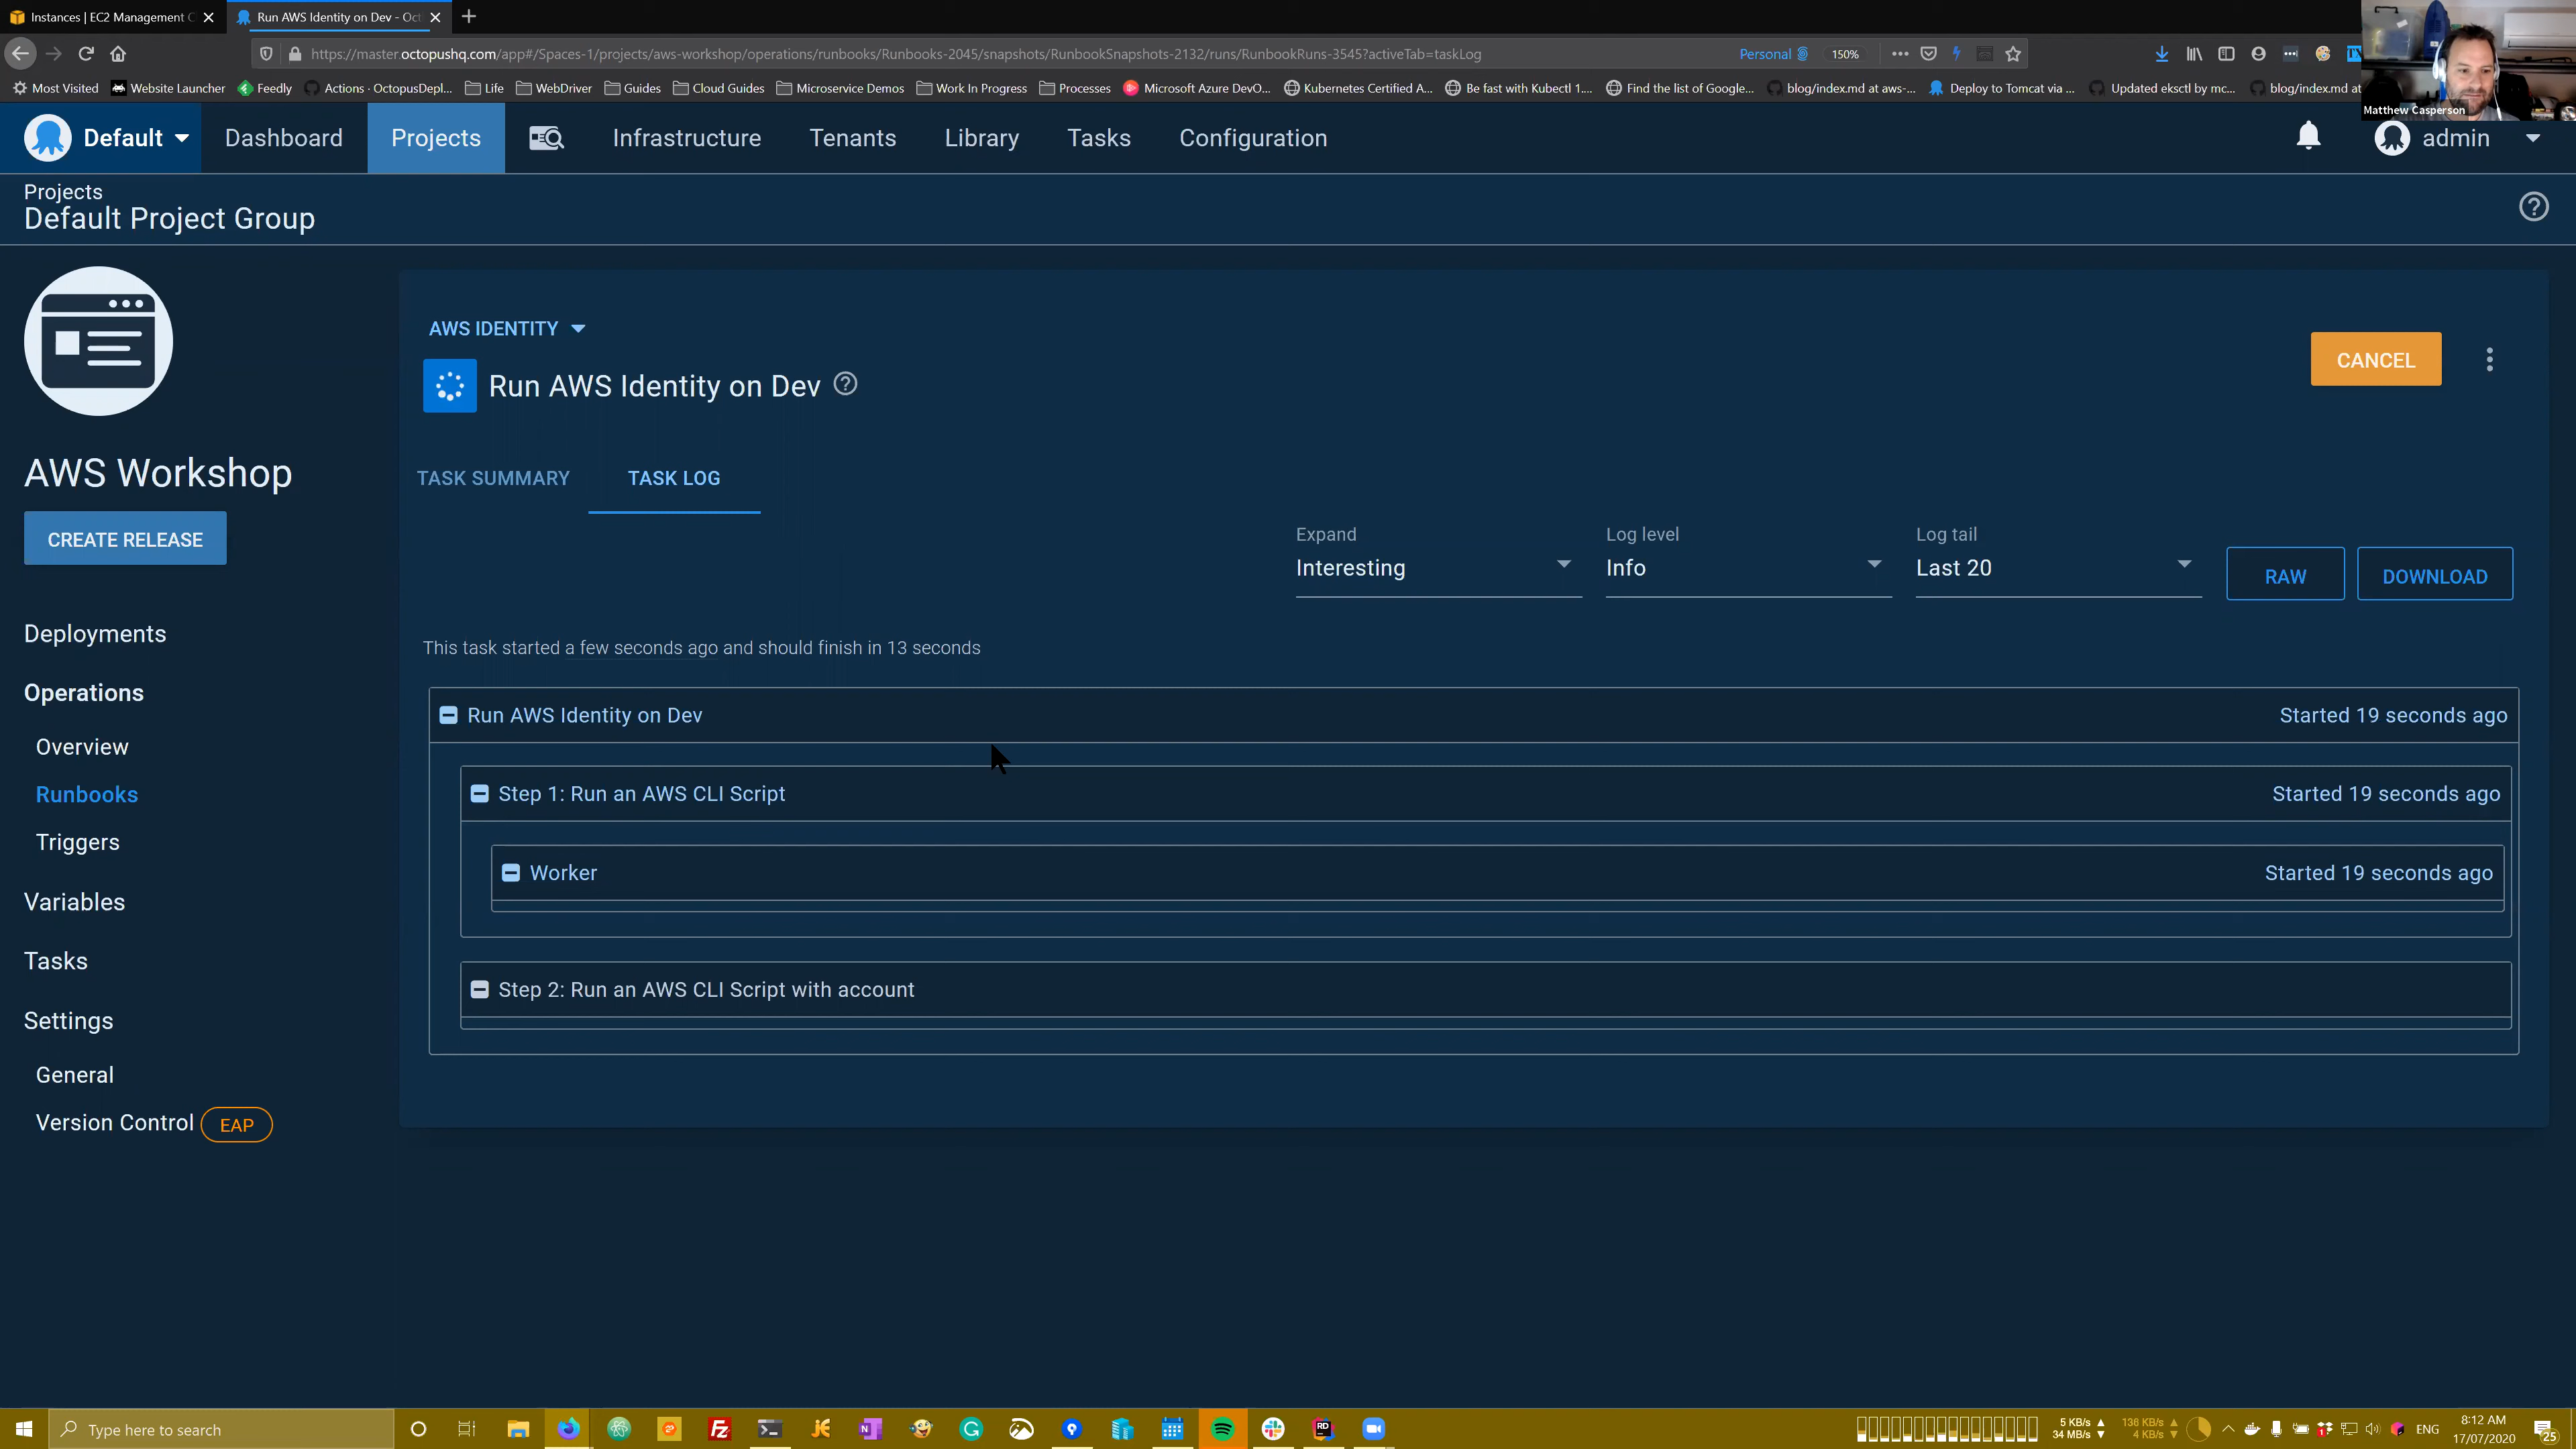 Instances | EC2 Management C
Run AWS Identity on Dev - Oct
https://master.octopushq.com/app#/Spaces-1/projects/aws-workshop/operations/runbooks/Runbooks-2045/snapshots/RunbookSnapshots-2132/runs/RunbookRuns-3545?activeTab=taskLog
Personal
150%
Most Visited
Website Launcher
Feedly
Actions · OctopusDepl...
Life
WebDriver
Guides
Cloud Guides
Microservice Demos
Work In Progress
Processes
Microsoft Azure DevO...
Kubernetes Certified A...
Be fast with Kubectl 1....
Find the list of Google...
blog/index.md at aws-...
Deploy to Tomcat via ...
Updated eksctl by mc...
blog/index.md at
Matthew Casperson
Default
Dashboard
Projects
Infrastructure
Tenants
Library
Tasks
Configuration
admin
Projects
Default Project Group
AWS Workshop
CREATE RELEASE
Deployments
Operations
Overview
Runbooks
Triggers
Variables
Tasks
Settings
General
Version Control EAP
AWS IDENTITY
Run AWS Identity on Dev
CANCEL
TASK SUMMARY
TASK LOG
Expand
Interesting
Log level
Info
Log tail
Last 20
RAW
DOWNLOAD
This task started a few seconds ago and should finish in 13 seconds
Run AWS Identity on Dev
Started 19 seconds ago
Step 1: Run an AWS CLI Script
Started 19 seconds ago
Worker
Started 19 seconds ago
Step 2: Run an AWS CLI Script with account
Type here to search
5 KB/s
34 MB/s
136 KB/s
4 KB/s
ENG
8:12 AM
17/07/2020
25